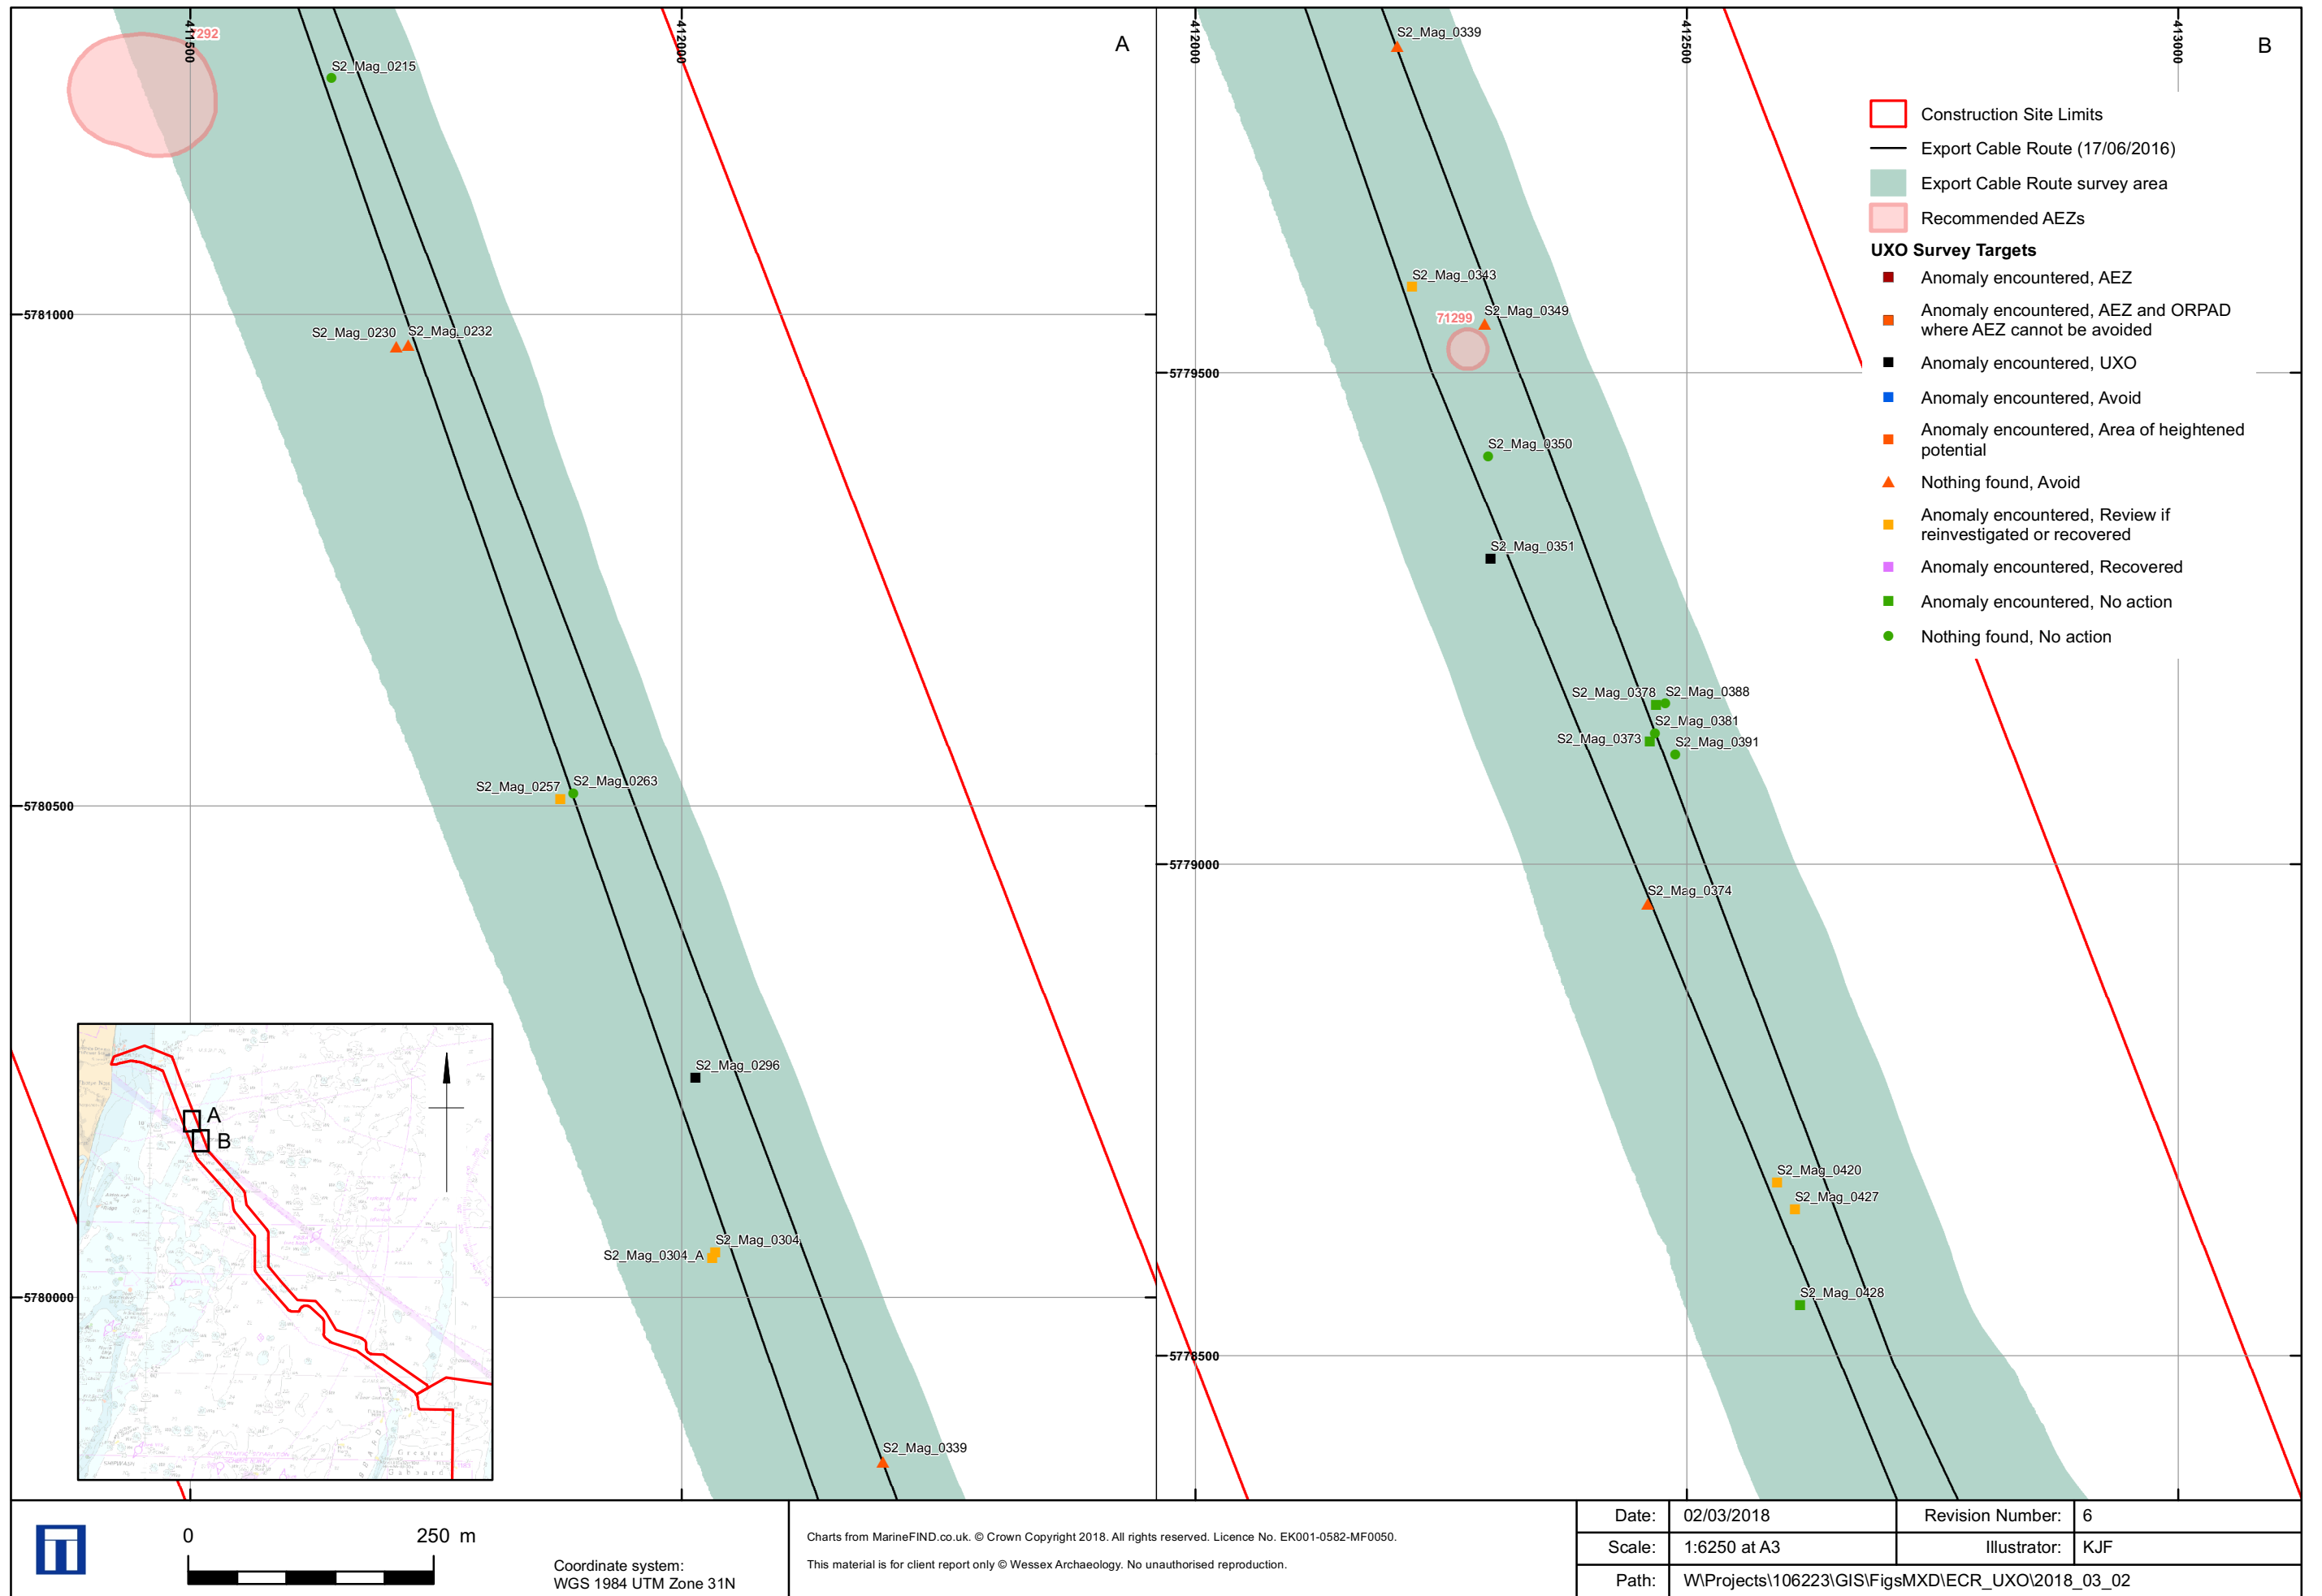 411500
412000
A
7292
S2_Mag_0215
5781000
S2_Mag_0230
S2_Mag_0232
S2_Mag_0257
S2_Mag_0263
5780500
S2_Mag_0296
S2_Mag_0304
S2_Mag_0304_A
5780000
S2_Mag_0339
A
B
412000
412500
413000
B
S2_Mag_0339
S2_Mag_0343
S2_Mag_0349
71299
5779500
S2_Mag_0350
S2_Mag_0351
S2_Mag_0378
S2_Mag_0388
S2_Mag_0381
S2_Mag_0373
S2_Mag_0391
5779000
S2_Mag_0374
S2_Mag_0420
S2_Mag_0427
S2_Mag_0428
5778500
Construction Site Limits
Export Cable Route (17/06/2016)
Export Cable Route survey area
Recommended AEZs
UXO Survey Targets
Anomaly encountered, AEZ
Anomaly encountered, AEZ and ORPAD
where AEZ cannot be avoided
Anomaly encountered, UXO
Anomaly encountered, Avoid
Anomaly encountered, Area of heightened
potential
Nothing found, Avoid
Anomaly encountered, Review if
reinvestigated or recovered
Anomaly encountered, Recovered
Anomaly encountered, No action
Nothing found, No action
0 250 m
Coordinate system:
WGS 1984 UTM Zone 31N
Charts from MarineFIND.co.uk. © Crown Copyright 2018. All rights reserved. Licence No. EK001-0582-MF0050.
This material is for client report only © Wessex Archaeology. No unauthorised reproduction.
Date: 02/03/2018 Revision Number: 6
Scale: 1:6250 at A3 Illustrator: KJF
Path: W\Projects\106223\GIS\FigsMXD\ECR_UXO\2018_03_02